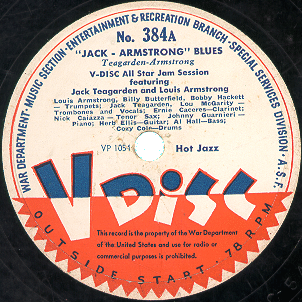 WAR DEPARTMENT · MUSIC SECTION · ENTERTAINMENT & RECREATION BRANCH · SPECIAL SERVICES DIVISION · A.S.F.
No. 384A
"JACK - ARMSTRONG" BLUES
Teagarden-Armstrong
V-DISC All Star Jam Session
featuring
Jack Teagarden and Louis Armstrong
Louis Armstrong, Billy Butterfield, Bobby Hackett
—Trumpets; Jack Teagarden, Lou McGarity—
Trombones and Vocals; Ernie Caceres—Clarinet;
Nick Caiazza—Tenor Sax; Johnny Guarnieri—
Piano; Herb Ellis—Guitar; Al Hall—Bass;
Cozy Cole—Drums
VP 1054
Hot Jazz
V Disc
This record is the property of the War Department
of the United States and use for radio or
commercial purposes is prohibited.
OUTSIDE START · 78 RPM